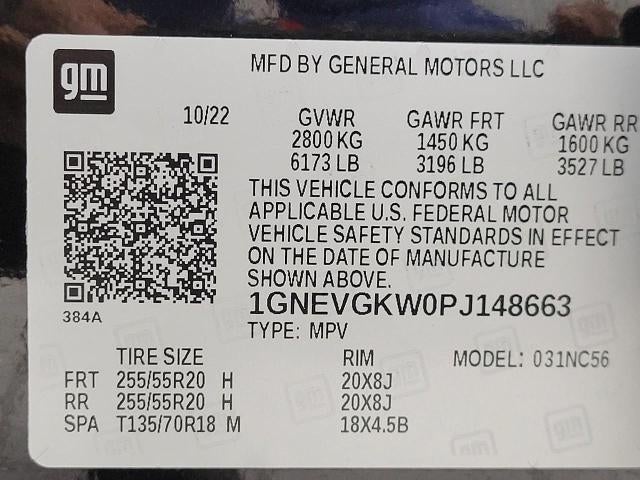 gm
MFD BY GENERAL MOTORS LLC
10/22 GVWR GAWR FRT GAWR RR
2800 KG 1450 KG 1600 KG
6173 LB 3196 LB 3527 LB
THIS VEHICLE CONFORMS TO ALL
APPLICABLE U.S. FEDERAL MOTOR
VEHICLE SAFETY STANDARDS IN EFFECT
ON THE DATE OF MANUFACTURE
SHOWN ABOVE.
384A
1GNEVGKW0PJ148663
TYPE: MPV
TIRE SIZE RIM MODEL: 031NC56
FRT 255/55R20 H 20X8J
RR 255/55R20 H 20X8J
SPA T135/70R18 M 18X4.5B